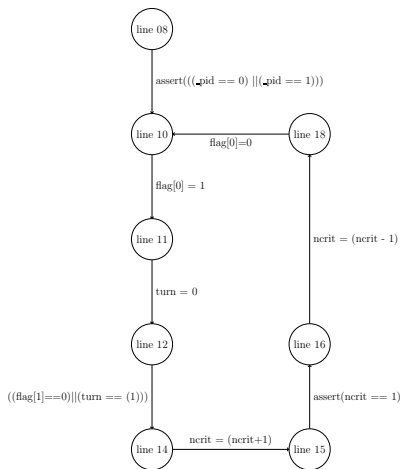 line 08
assert(((_pid == 0) ||(_pid == 1)))
line 10
line 18
flag[0]=0
flag[0] = 1
line 11
ncrit = (ncrit - 1)
turn = 0
line 12
line 16
((flag[1]==0)||(turn == (1)))
assert(ncrit == 1)
line 14
ncrit = (ncrit+1)
line 15